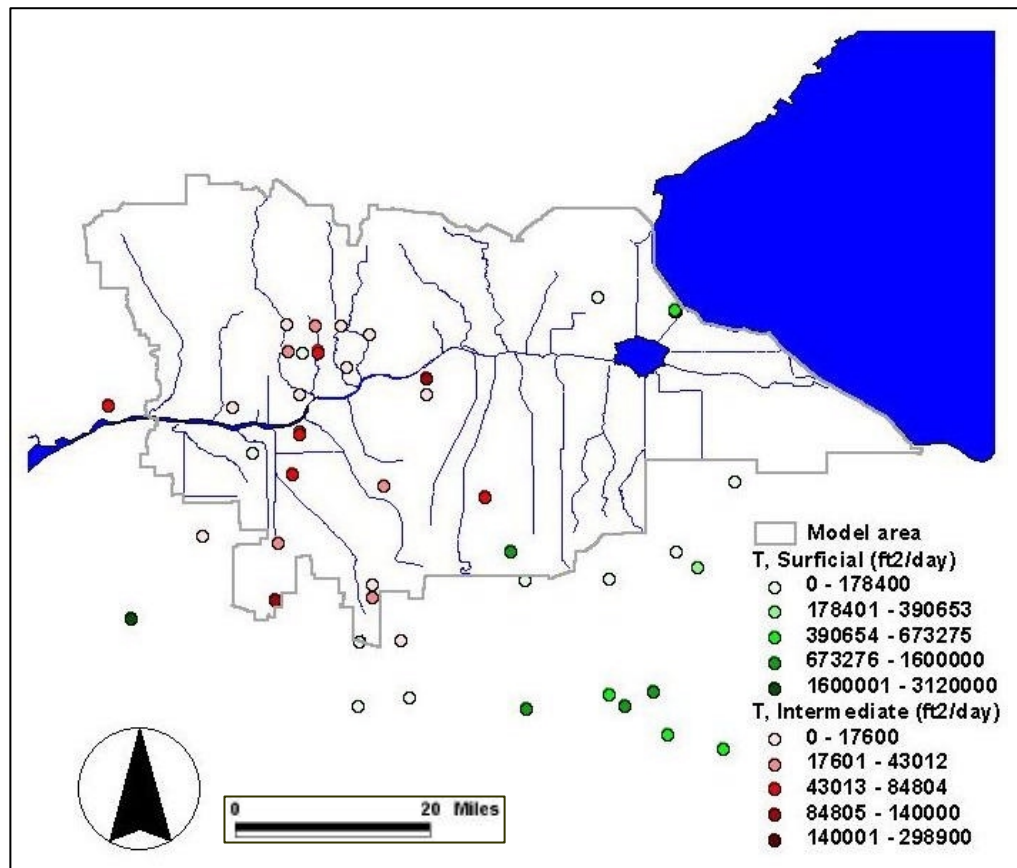 Model area
T, Surficial (ft2/day)
0 - 178400
178401 - 390653
390654 - 673275
673276 - 1600000
1600001 - 3120000
T, Intermediate (ft2/day)
0 - 17600
17601 - 43012
43013 - 84804
84805 - 140000
140001 - 298900
0 20 Miles